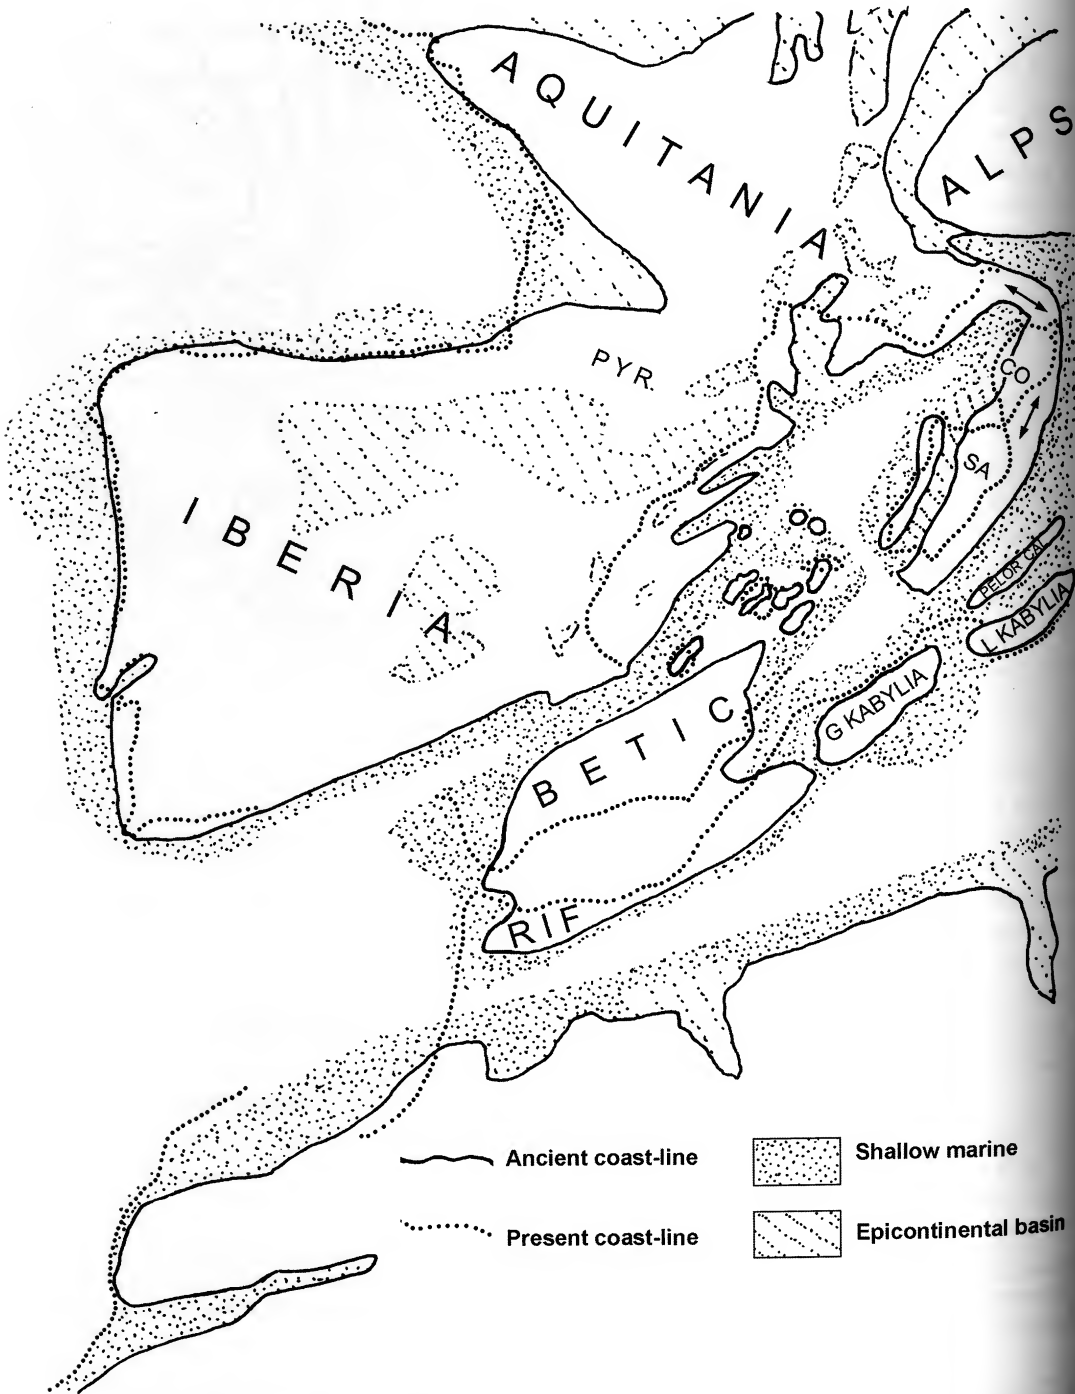 AQUITANIA
ALPS
PYR.
CO
SA
IBERIA
PELOR CAL
L KABYLIA
G KABYLIA
BETIC
RIF
Ancient coast-line
Shallow marine
Present coast-line
Epicontinental basin